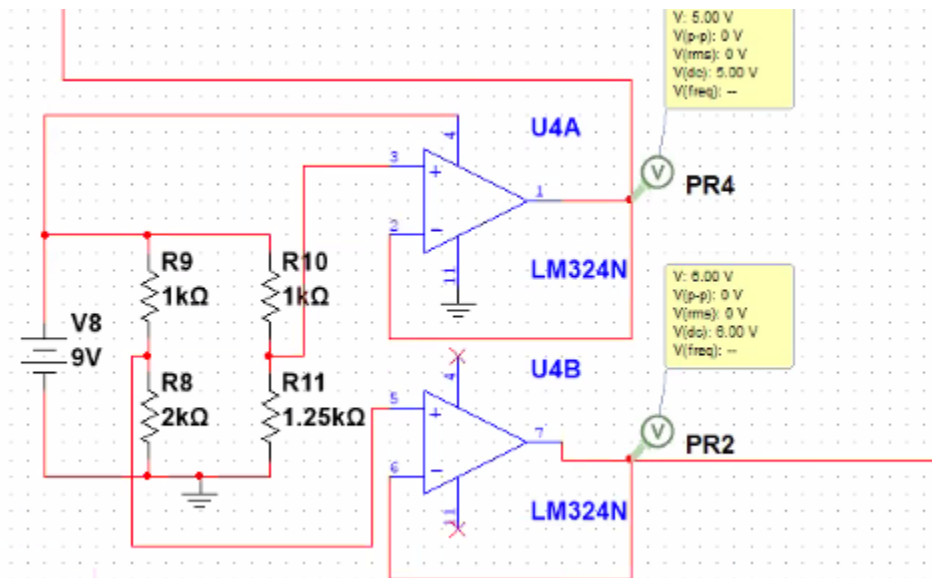 V: 5.00 V
V(p-p): 0 V
V(rms): 0 V
V(dc): 5.00 V
V(freq): --
PR4
U4A
4
3
+
1
2
−
11
LM324N
R9
1kΩ
R10
1kΩ
V8
9V
R8
2kΩ
R11
1.25kΩ
V: 6.00 V
V(p-p): 0 V
V(rms): 0 V
V(dc): 6.00 V
V(freq): --
PR2
U4B
4
5
+
7
6
−
11
LM324N
V
V